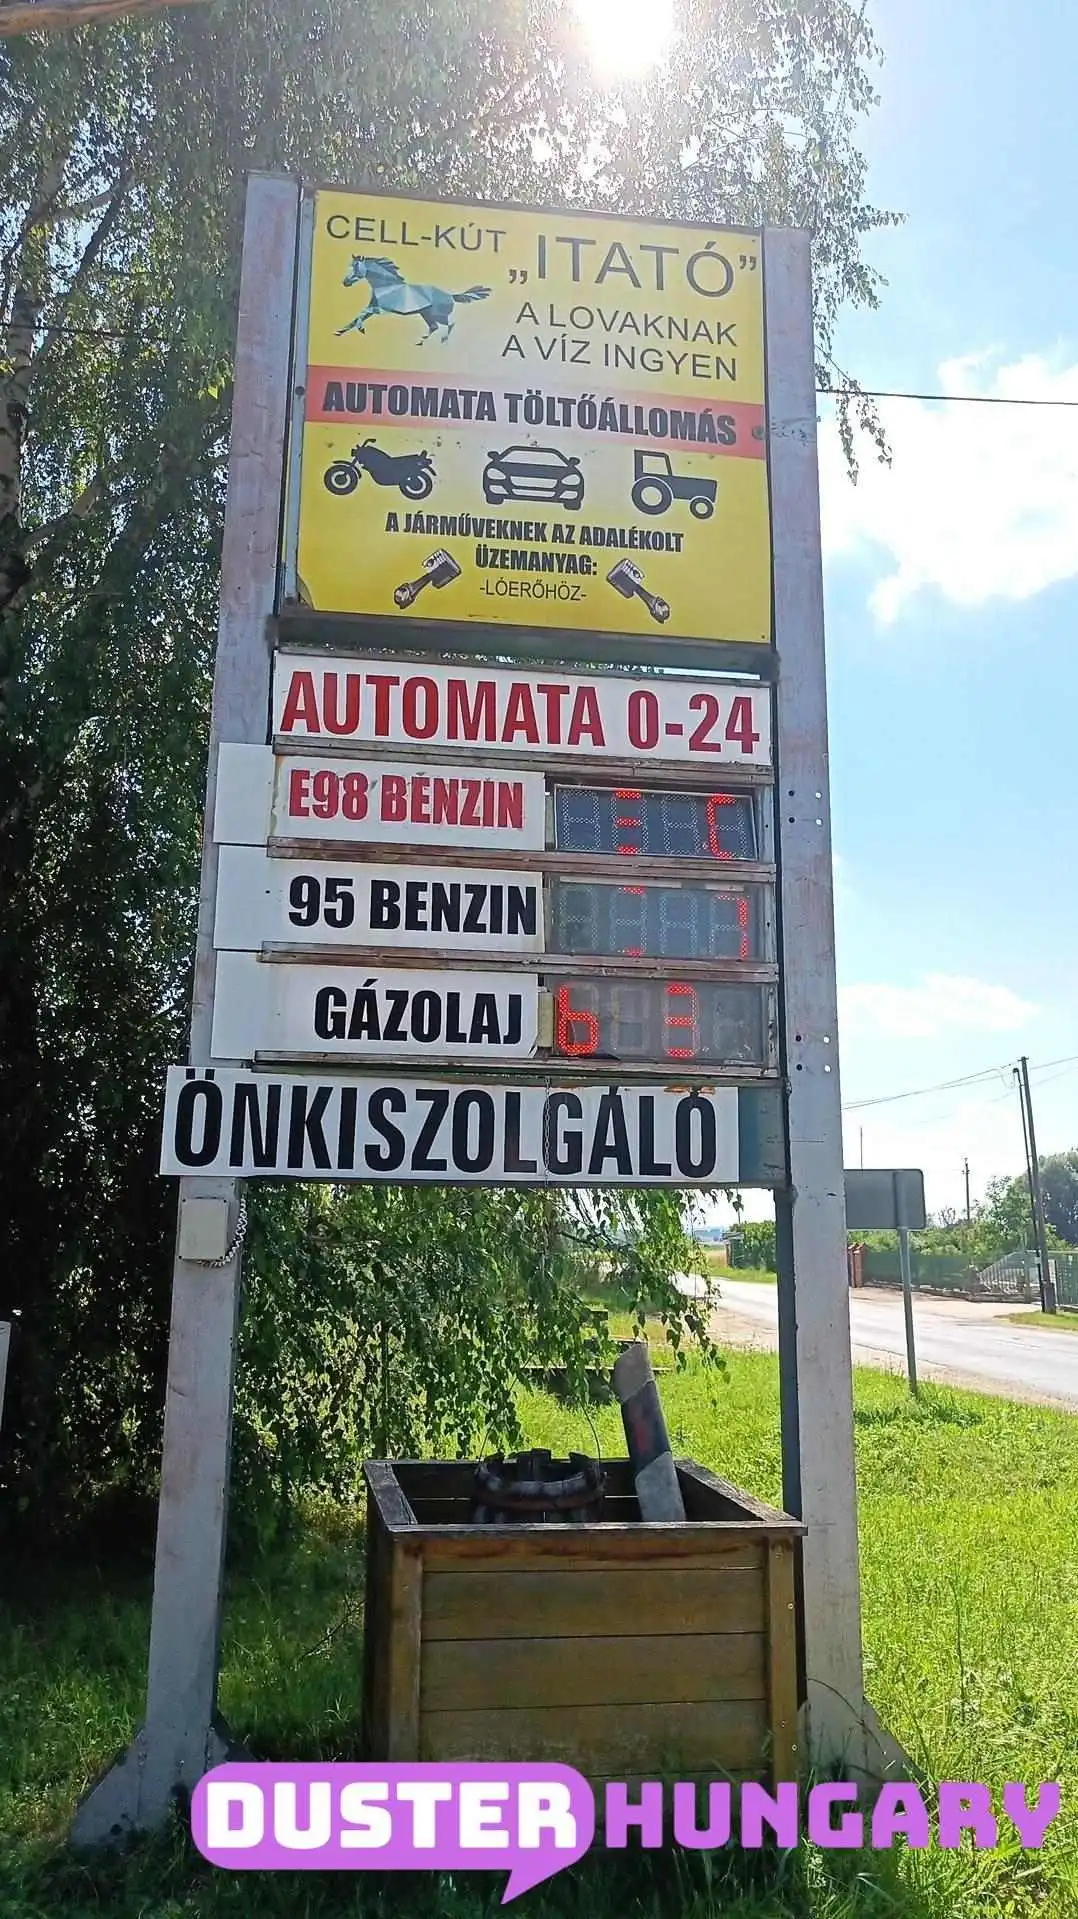 CELL-KÚT
„ITATÓ”
A LOVAKNAK
A VÍZ INGYEN
AUTOMATA TÖLTŐÁLLOMÁS
A JÁRMŰVEKNEK AZ ADALÉKOLT
ÜZEMANYAG:
-LÓERŐHÖZ-
AUTOMATA 0-24
E98 BENZIN
95 BENZIN
GÁZOLAJ
ÖNKISZOLGÁLÓ
DUSTER HUNGARY